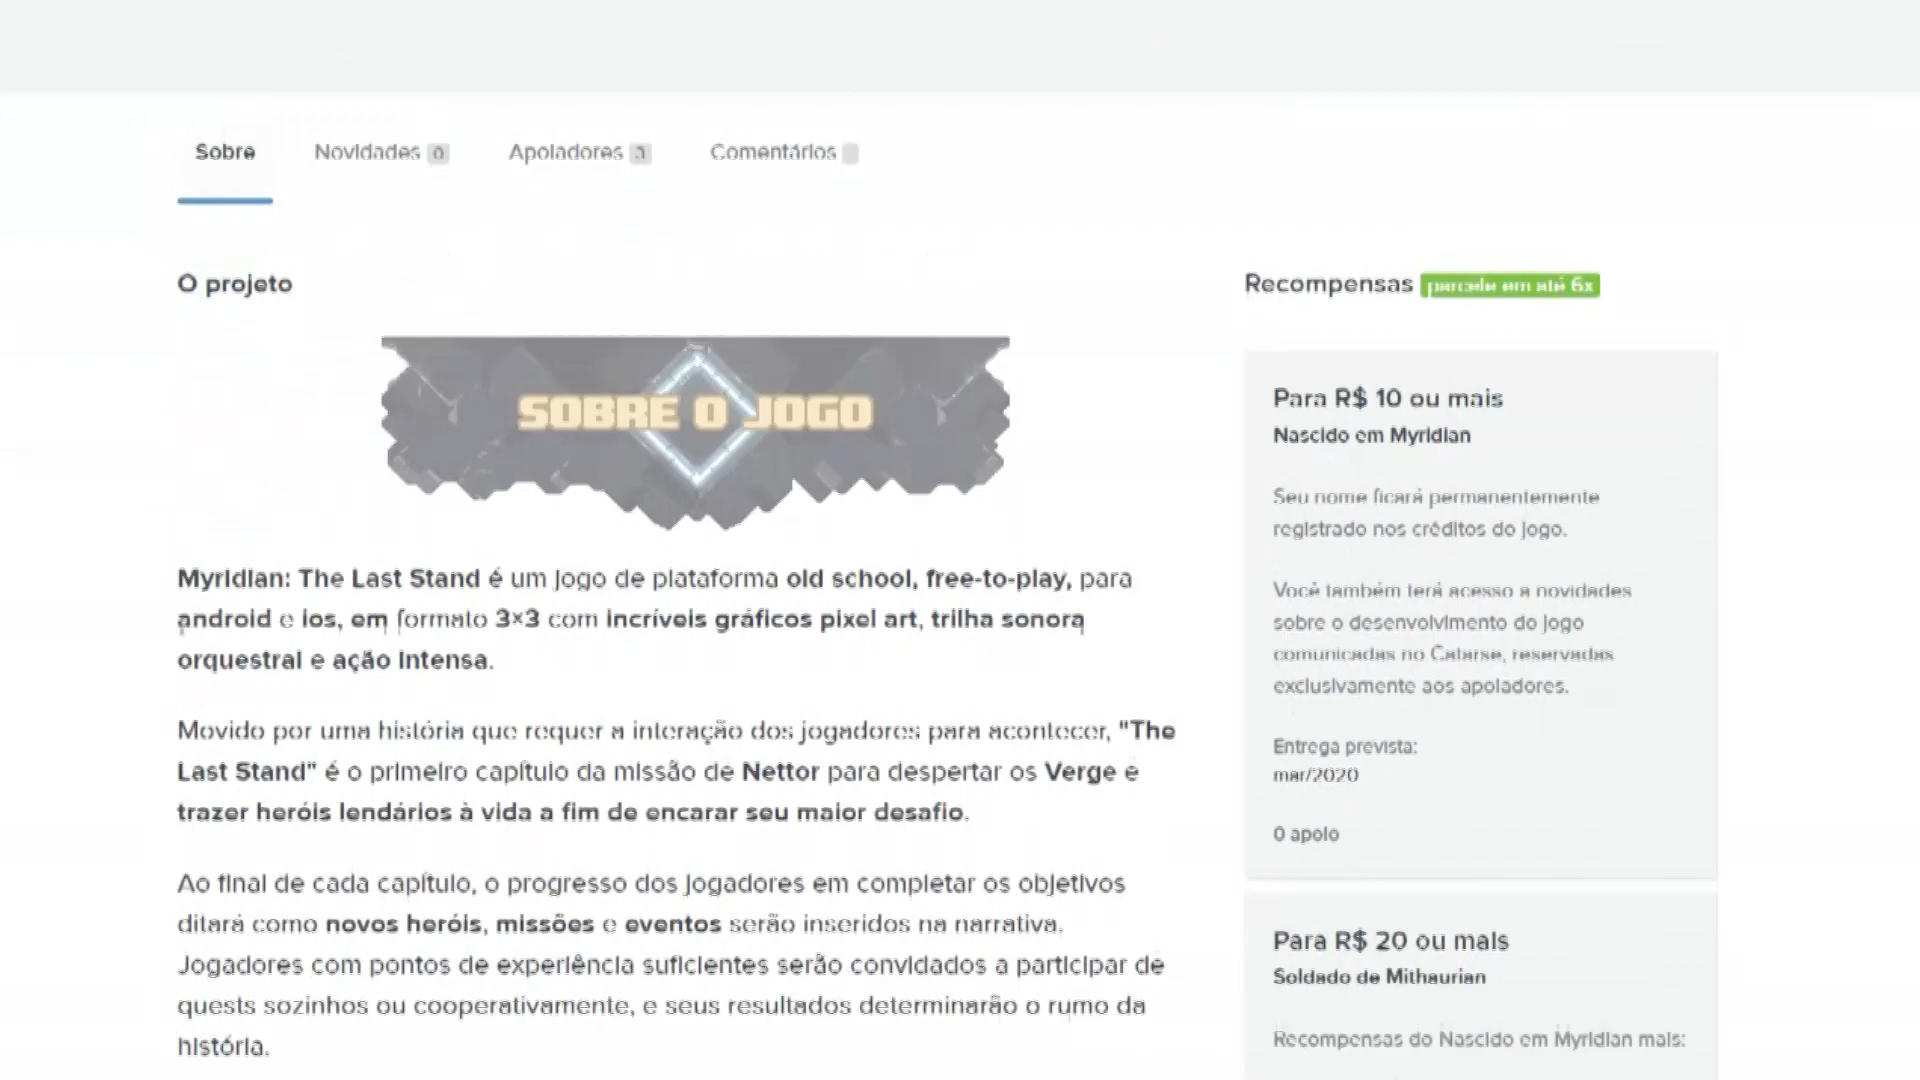 Sobre
Novidades 0
Apoiadores
Comentários
O projeto
SOBRE O JOGO
Myridian: The Last Stand é um jogo de plataforma old school, free-to-play, para
android e ios, em formato 3×3 com incríveis gráficos pixel art, trilha sonora
orquestral e ação intensa.
Movido por uma história que requer a interação dos jogadores para acontecer, "The
Last Stand" é o primeiro capítulo da missão de Nettor para despertar os Verge e
trazer heróis lendários à vida a fim de encarar seu maior desafio.
Ao final de cada capítulo, o progresso dos jogadores em completar os objetivos
ditará como novos heróis, missões e eventos serão inseridos na narrativa.
Jogadores com pontos de experiência suficientes serão convidados a participar de
quests sozinhos ou cooperativamente, e seus resultados determinarão o rumo da
história.
Recompensas parcele em até 6x
Para R$ 10 ou mais
Nascido em Myridian
Seu nome ficará permanentemente
registrado nos créditos do jogo.
Você também terá acesso a novidades
sobre o desenvolvimento do jogo
comunicadas no Catarse, reservadas
exclusivamente aos apoiadores.
Entrega prevista:
mar/2020
0 apoio
Para R$ 20 ou mais
Soldado de Mithaurian
Recompensas do Nascido em Myridian mais: